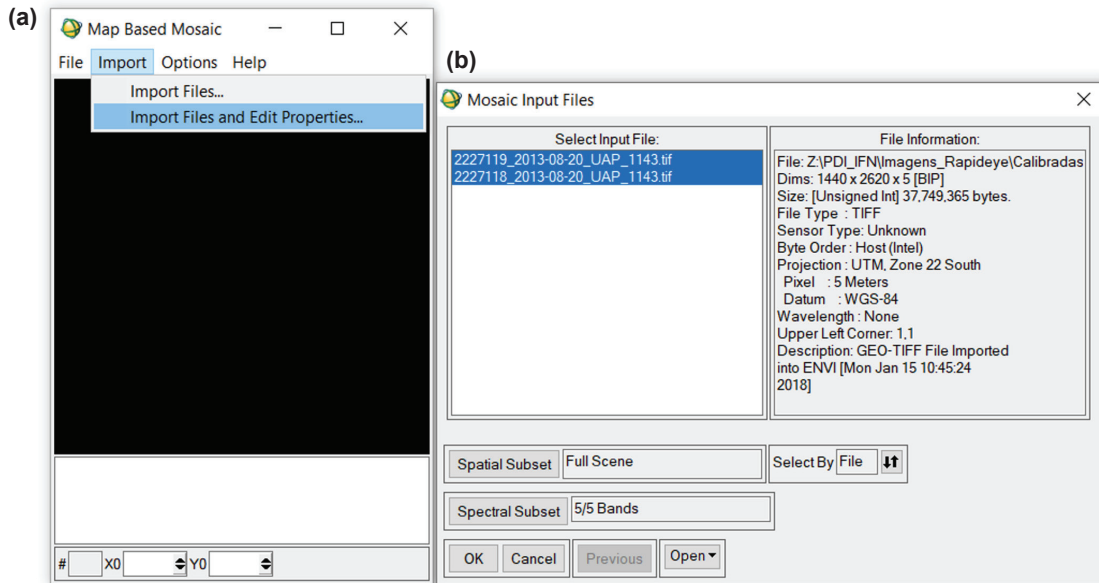 (a)
Map Based Mosaic
File Import Options Help
Import Files...
Import Files and Edit Properties...
# X0 Y0
(b)
Mosaic Input Files
Select Input File:
2227119_2013-08-20_UAP_1143.tif
2227118_2013-08-20_UAP_1143.tif
File Information:
File: Z:\PDI_IFN\Imagens_Rapideye\Calibradas
Dims: 1440 x 2620 x 5 [BIP]
Size: [Unsigned Int] 37,749,365 bytes.
File Type : TIFF
Sensor Type: Unknown
Byte Order : Host (Intel)
Projection : UTM, Zone 22 South
Pixel : 5 Meters
Datum : WGS-84
Wavelength : None
Upper Left Corner: 1,1
Description: GEO-TIFF File Imported
into ENVI [Mon Jan 15 10:45:24
2018]
Spatial Subset Full Scene
Select By File
Spectral Subset 5/5 Bands
OK Cancel Previous Open